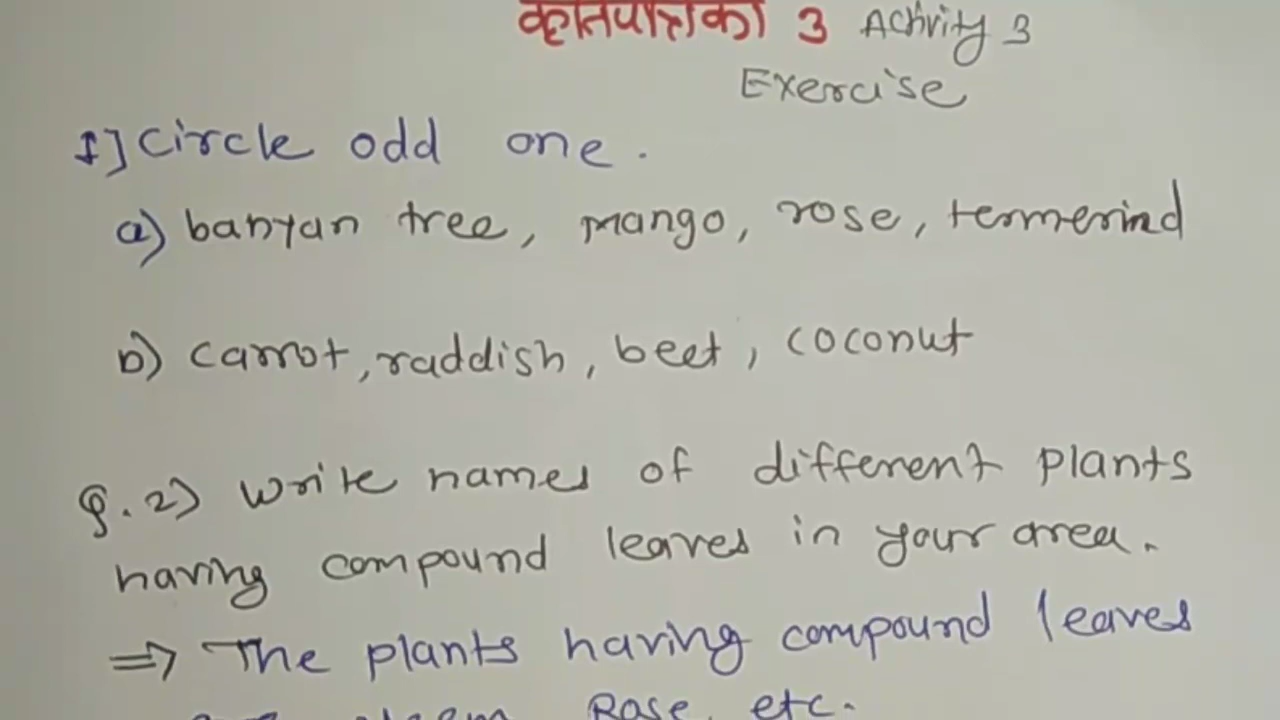 कृतिपत्रिका 3 Activity 3
Exercise
I] Circle odd one.
a) banyan tree, mango, rose, termerind
b) carrot, raddish, beet, coconut
Q.2) Write names of different plants
having compound leaves in your area.
⇒ The plants having compound leaves
Rose, etc.